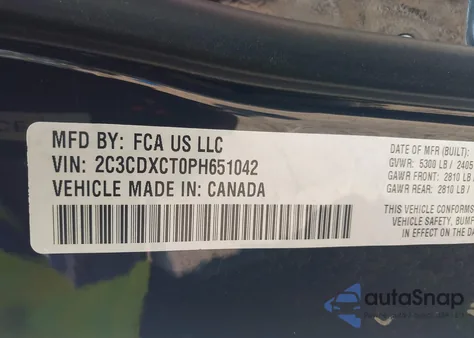 MFD BY: FCA US LLC
VIN: 2C3CDXCT0PH651042
VEHICLE MADE IN: CANADA
DATE OF MFR (BUILT):
GVWR: 5300 LB / 2405
GAWR FRONT: 2810 LB /
GAWR REAR: 2810 LB /
THIS VEHICLE CONFORMS
VEHICLE SAFETY, BUMP
IN EFFECT ON THE DA
autoSnap